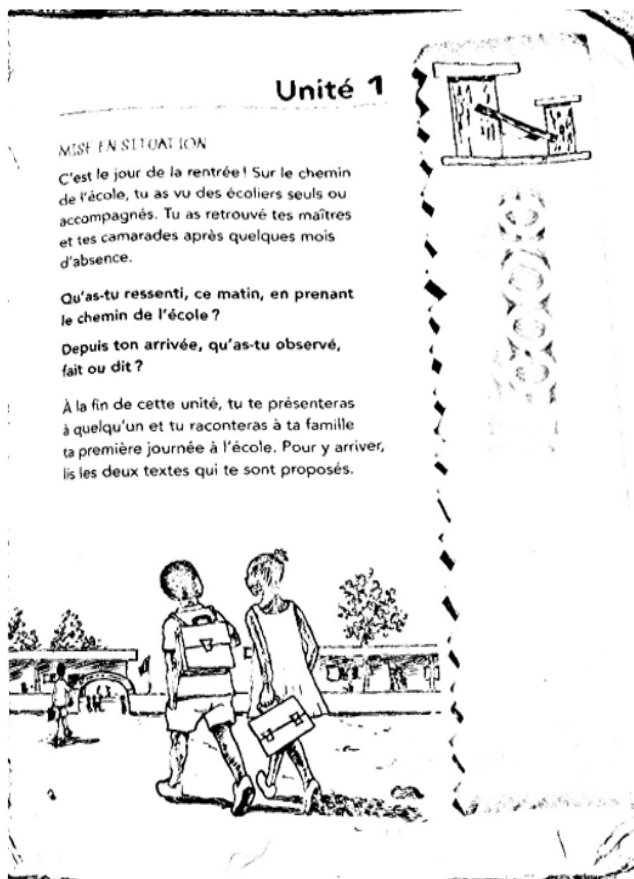 Unité 1
MISE EN SITUATION
C'est le jour de la rentrée ! Sur le chemin
de l'école, tu as vu des écoliers seuls ou
accompagnés. Tu as retrouvé tes maîtres
et tes camarades après quelques mois
d'absence.
Qu'as-tu ressenti, ce matin, en prenant
le chemin de l'école ?
Depuis ton arrivée, qu'as-tu observé,
fait ou dit ?
À la fin de cette unité, tu te présenteras
à quelqu'un et tu raconteras à ta famille
ta première journée à l'école. Pour y arriver,
lis les deux textes qui te sont proposés.